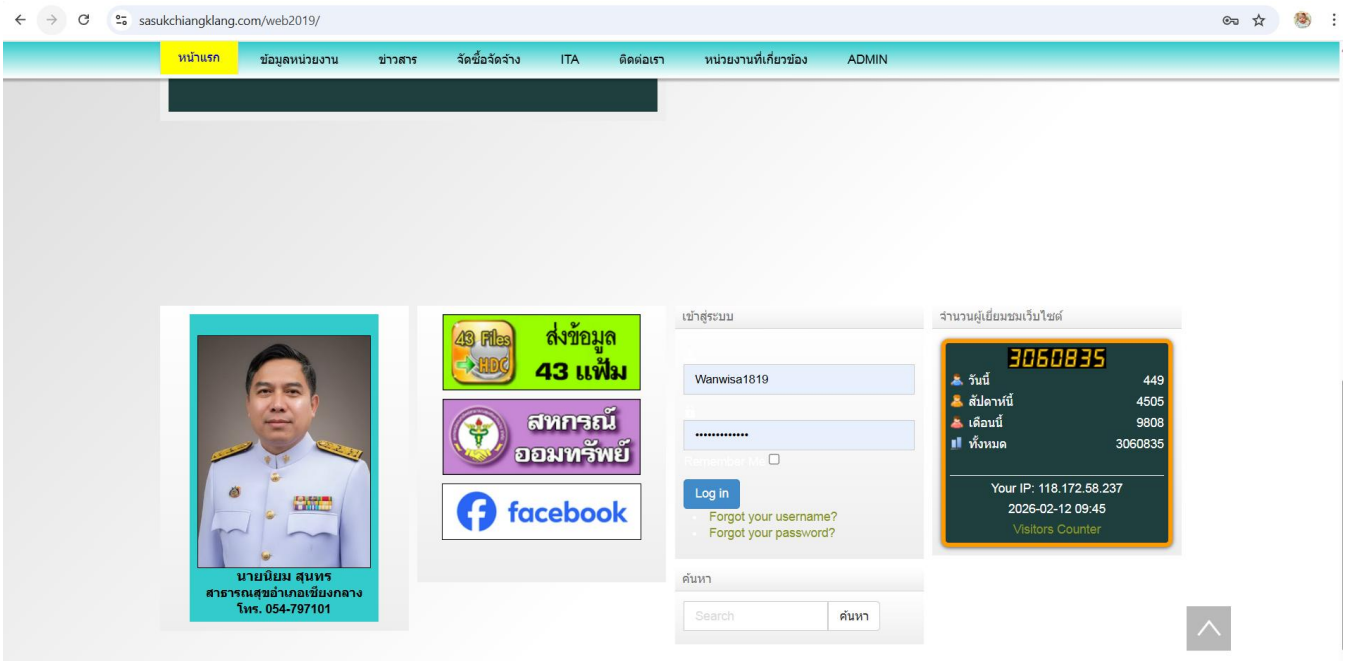 sasukchiangklang.com/web2019/
หน้าแรก ข้อมูลหน่วยงาน ข่าวสาร จัดซื้อจัดจ้าง ITA ติดต่อเรา หน่วยงานที่เกี่ยวข้อง ADMIN
นายนิยม สุนทร
สาธารณสุขอำเภอเชียงกลาง
โทร. 054-797101
43 Files
HDC
ส่งข้อมูล
43 แฟ้ม
สหกรณ์
ออมทรัพย์
facebook
เข้าสู่ระบบ
Wanwisa1819
•••••••••••••
Remember Me
Log in
Forgot your username?
Forgot your password?
ค้นหา
Search ค้นหา
จำนวนผู้เยี่ยมชมเว็บไซต์
3060835
วันนี้ 449
สัปดาห์นี้ 4505
เดือนนี้ 9808
ทั้งหมด 3060835
Your IP: 118.172.58.237
2026-02-12 09:45
Visitors Counter